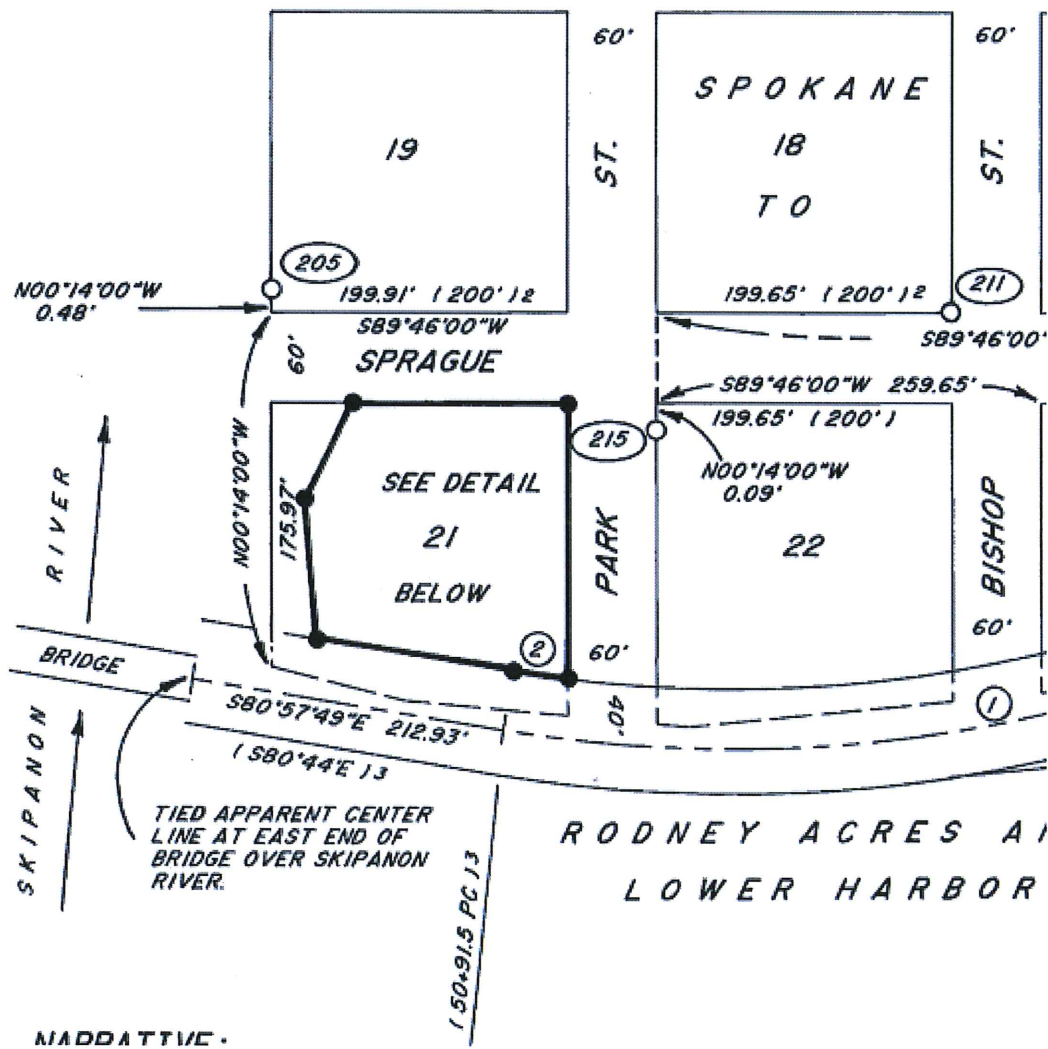 60'
60'
SPOKANE
19
ST.
18
ST.
TO
205
211
N00°14'00"W
0.48'
199.91' (200')2
199.65' (200')2
S89°46'00"W
S89°46'00"
60'
SPRAGUE
S89°46'00"W 259.65'
199.65' (200')
215
N00°14'00"W
N00°14'00"W
0.09'
175.97'
SEE DETAIL
21
BELOW
RIVER
PARK
22
BISHOP
2
60'
60'
BRIDGE
S80°57'49"E 212.93'
(S80°44'E)3
40'
1
SKIPANON
TIED APPARENT CENTER
LINE AT EAST END OF
BRIDGE OVER SKIPANON
RIVER.
RODNEY ACRES
LOWER HARBOR
(50+91.5 PC)3
NARRATIVE: